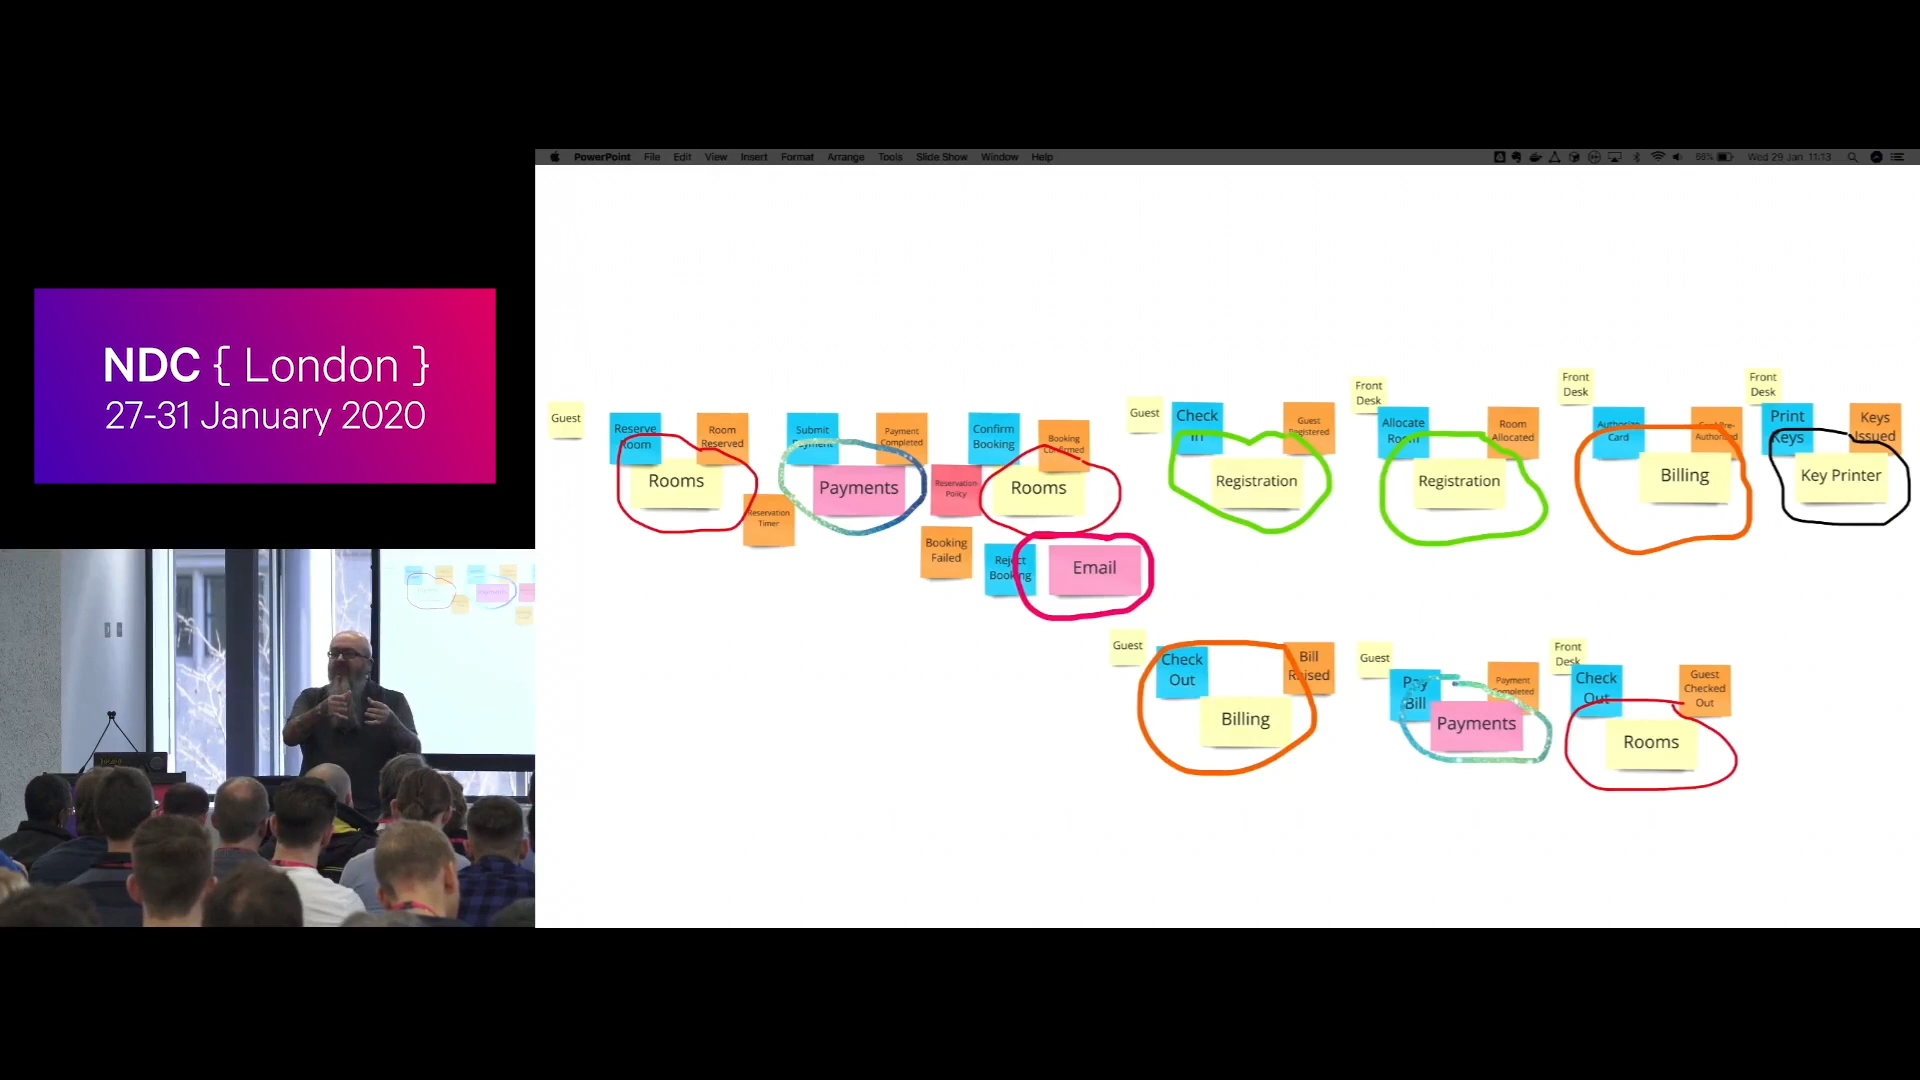 PowerPoint File Edit View Insert Format Arrange Tools Slide Show Window Help
56% Wed 29 Jan 11:13
NDC { London }
27-31 January 2020
Guest
Reserve
Room
Room
Reserved
Rooms
Reservation
Timer
Submit
Payment
Payment
Completed
Payments
Reservation
Policy
Confirm
Booking
Booking
Confirmed
Rooms
Booking
Failed
Reject
Booking
Email
Guest
Check
In
Guest
Registered
Registration
Front
Desk
Allocate
Room
Room
Allocated
Registration
Front
Desk
Authorize
Card
Card Pre-
Authorized
Billing
Front
Desk
Print
Keys
Keys
Issued
Key Printer
Guest
Check
Out
Bill
Raised
Billing
Guest
Pay
Bill
Payment
Completed
Payments
Front
Desk
Check
Out
Guest
Checked
Out
Rooms